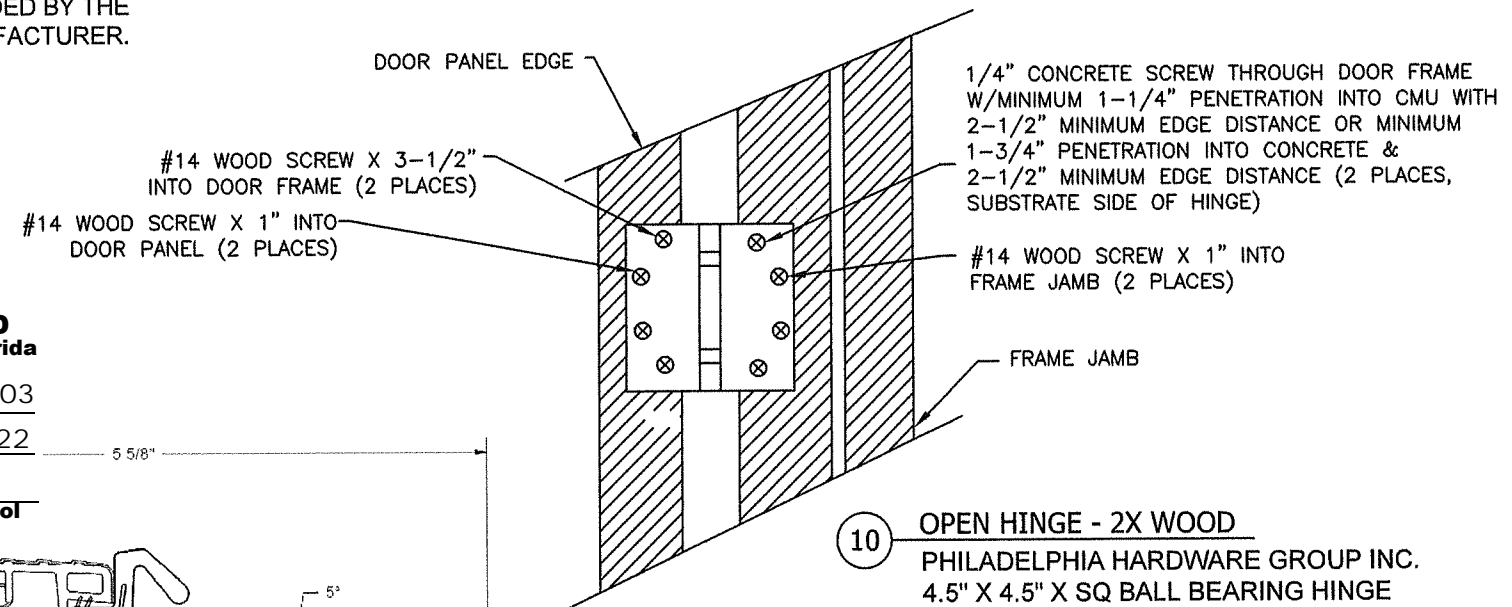 DED BY THE
FACTURER.
DOOR PANEL EDGE
#14 WOOD SCREW X 3-1/2"
INTO DOOR FRAME (2 PLACES)
#14 WOOD SCREW X 1" INTO
DOOR PANEL (2 PLACES)
1/4" CONCRETE SCREW THROUGH DOOR FRAME
W/MINIMUM 1-1/4" PENETRATION INTO CMU WITH
2-1/2" MINIMUM EDGE DISTANCE OR MINIMUM
1-3/4" PENETRATION INTO CONCRETE &
2-1/2" MINIMUM EDGE DISTANCE (2 PLACES,
SUBSTRATE SIDE OF HINGE)
#14 WOOD SCREW X 1" INTO
FRAME JAMB (2 PLACES)
FRAME JAMB
rida
03
22
ol
5 5/8"
5°
10
OPEN HINGE - 2X WOOD
PHILADELPHIA HARDWARE GROUP INC.
4.5" X 4.5" X SQ BALL BEARING HINGE